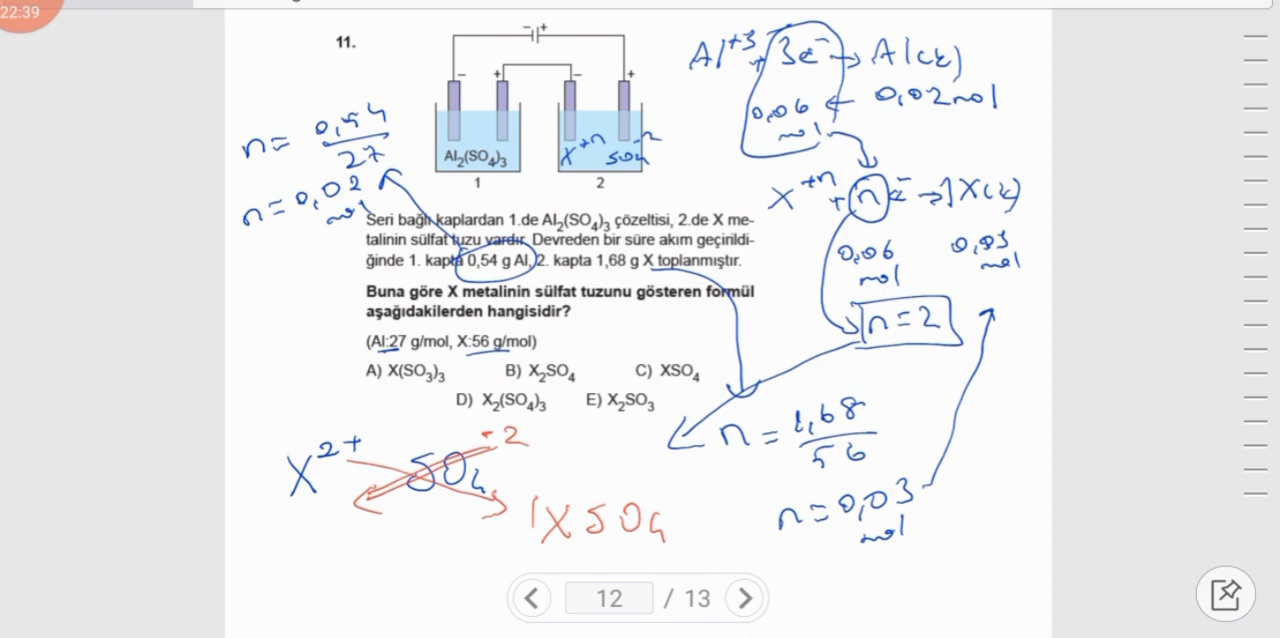 22:39
11.
- +
- + - +
Al₂(SO₄)₃
X⁺ⁿ SO₄⁻²
1 2
Al⁺³ + 3e⁻ → Al(k)
0,06 mol ← 0,02 mol
n = 0,54 / 27
n = 0,02 mol
X⁺ⁿ + ne⁻ → 1X(k)
0,06 mol 0,03 mol
n = 2
Seri bağlı kaplardan 1.de Al₂(SO₄)₃ çözeltisi, 2.de X me-
talinin sülfat tuzu vardır. Devreden bir süre akım geçirildi-
ğinde 1. kapta 0,54 g Al, 2. kapta 1,68 g X toplanmıştır.
Buna göre X metalinin sülfat tuzunu gösteren formül
aşağıdakilerden hangisidir?
(Al:27 g/mol, X:56 g/mol)
A) X(SO₃)₃ B) X₂SO₄ C) XSO₄
D) X₂(SO₄)₃ E) X₂SO₃
n = 1,68 / 56
n = 0,03 mol
X²⁺ SO₄⁻²
XSO₄
12 / 13